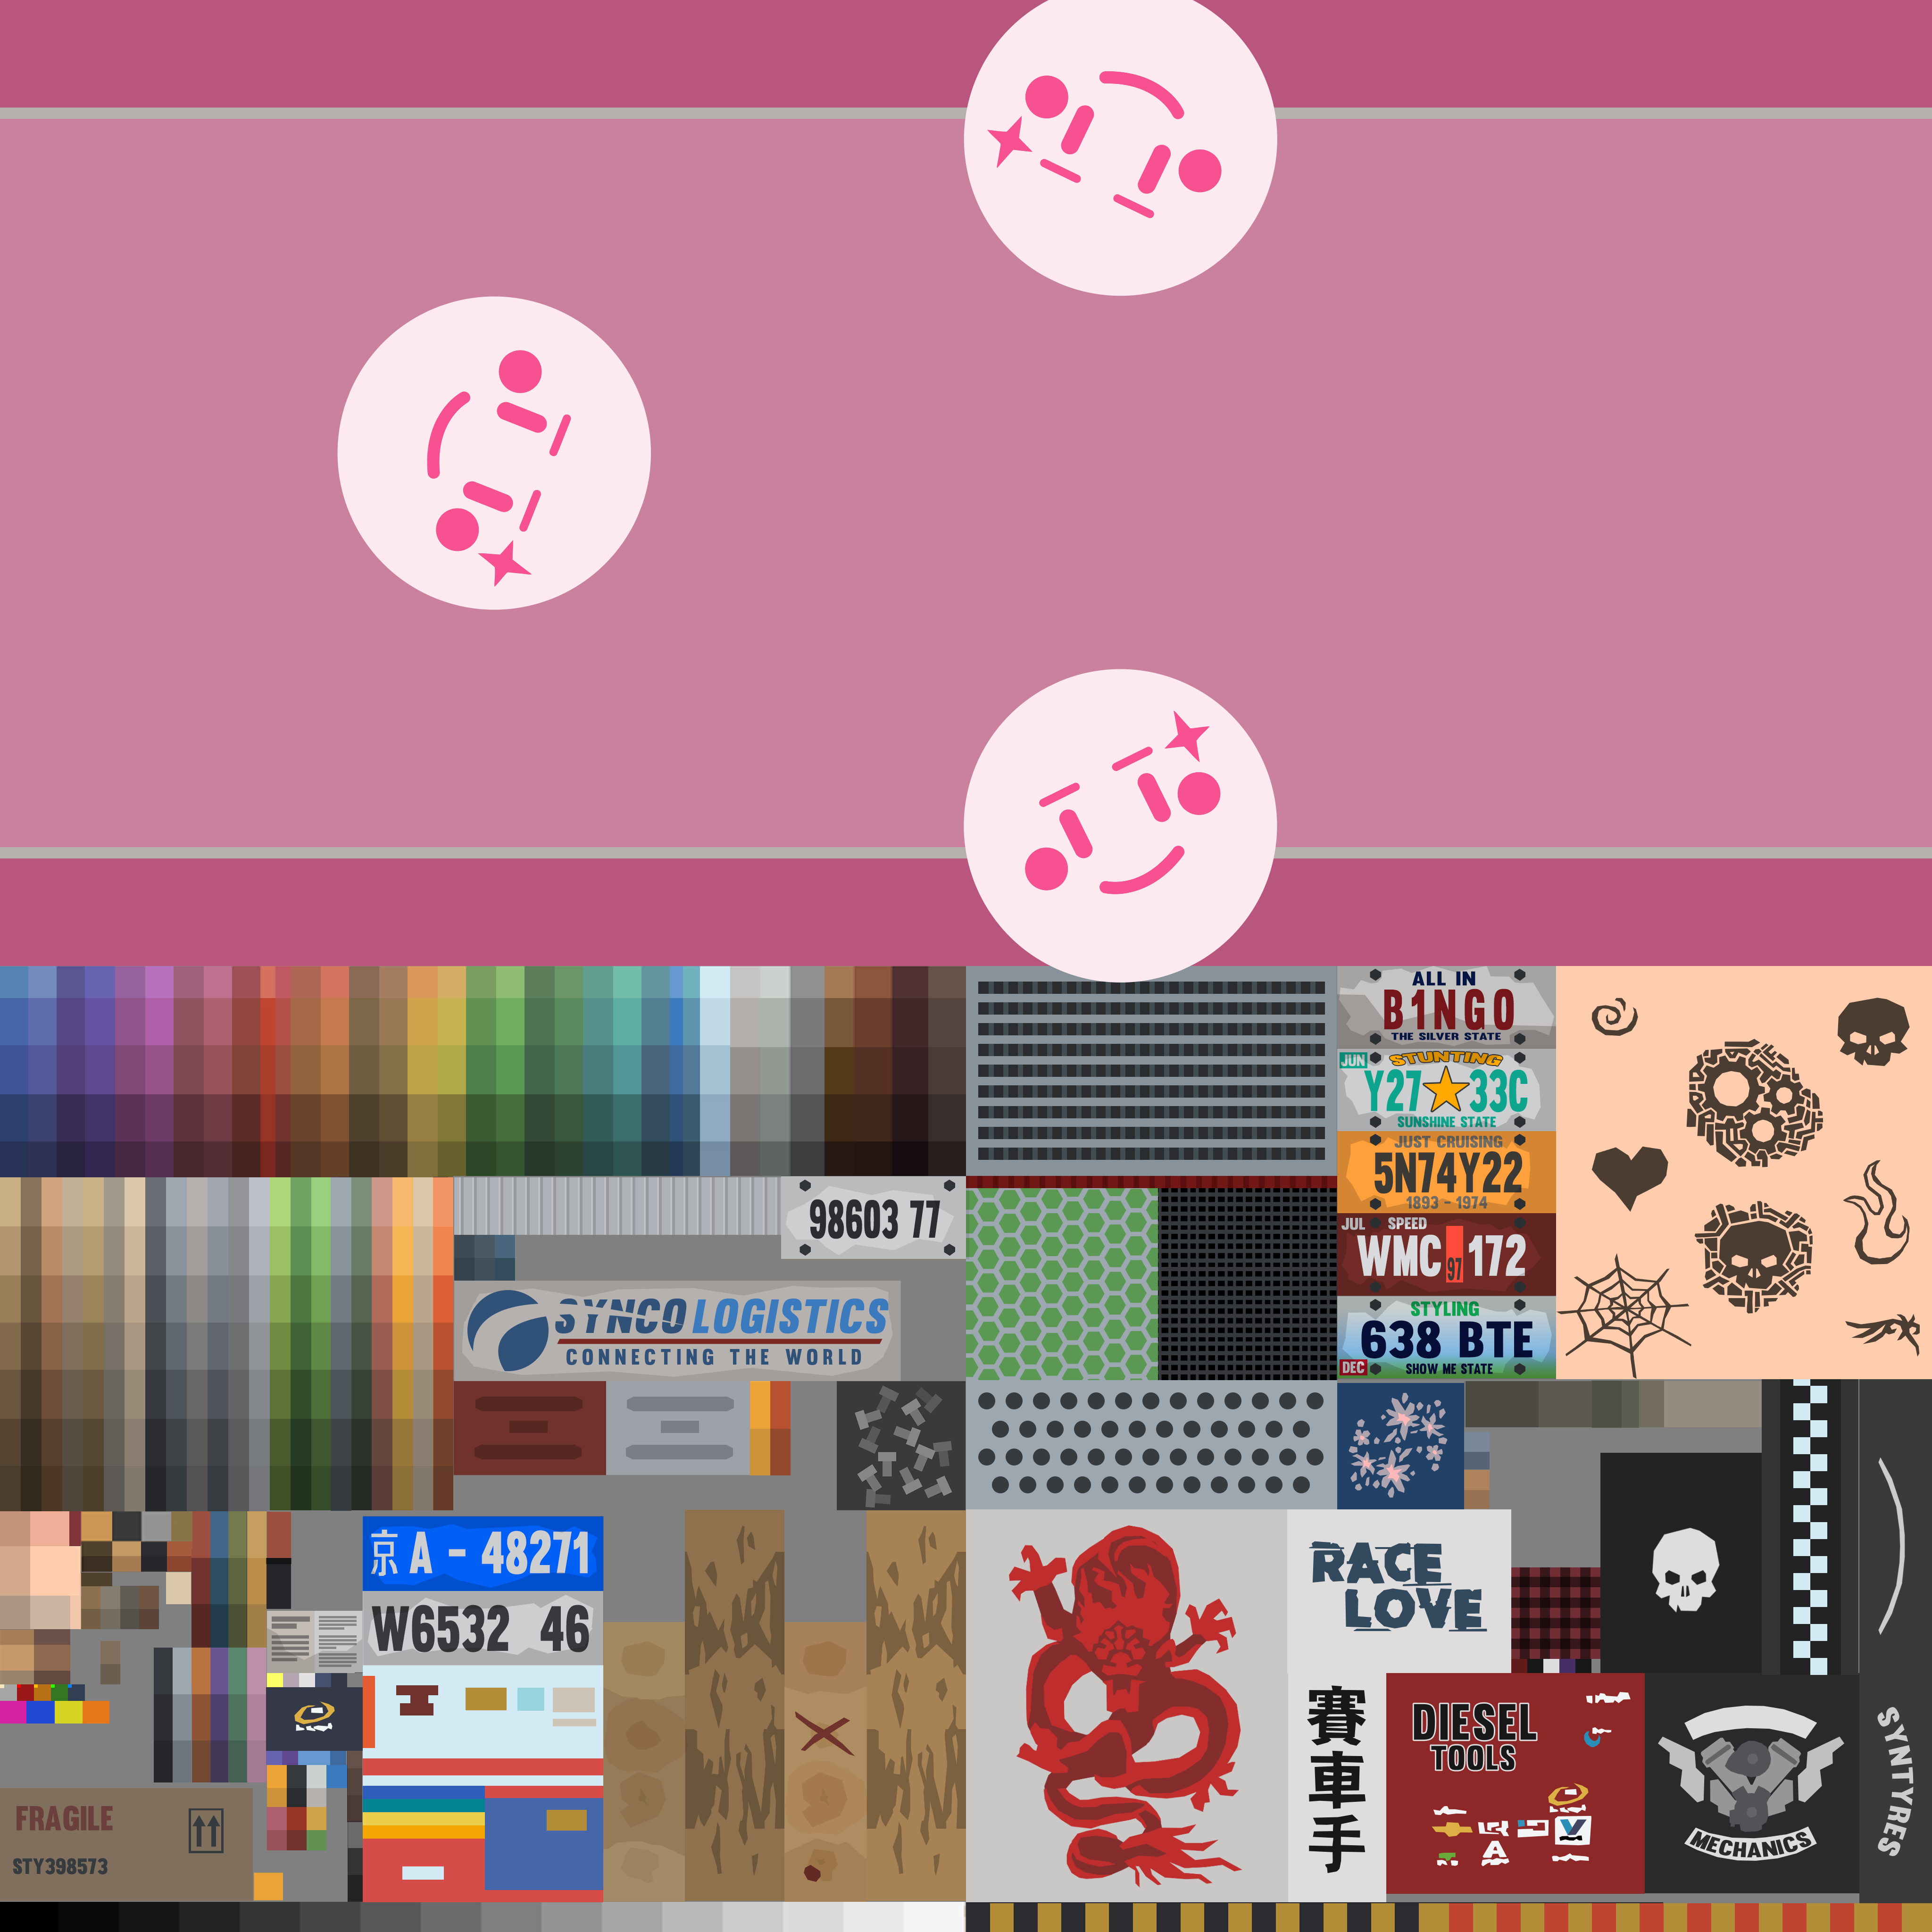 ALL IN
B1NGO
THE SILVER STATE
JUN
STUNTING
Y27 33C
SUNSHINE STATE
JUST CRUISING
5N74Y22
1893 - 1974
JUL SPEED
WMC 97 172
STYLING
638 BTE
DEC SHOW ME STATE
98603 77
SYNCO LOGISTICS
CONNECTING THE WORLD
京 A - 48271
W6532 46
FRAGILE
STY398573
RACE
LOVE
賽
車
手
DIESEL
TOOLS
MECHANICS
SYNTYRES